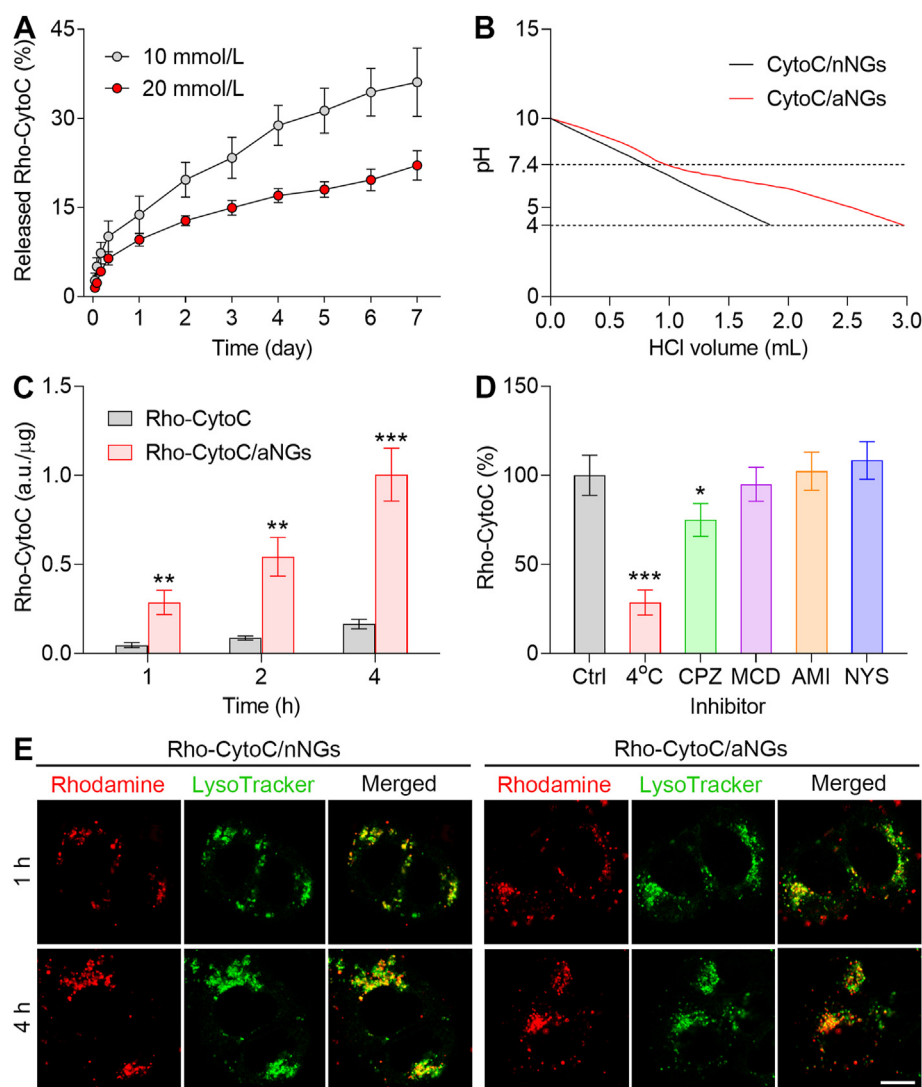 A
Released Rho-CytoC (%)
45
30
15
0
10 mmol/L
20 mmol/L
0 1 2 3 4 5 6 7
Time (day)
B
pH
10
7.4
5
4
0
CytoC/nNGs
CytoC/aNGs
0.0 0.5 1.0 1.5 2.0 2.5 3.0
HCl volume (mL)
C
Rho-CytoC (a.u./μg)
1.5
1.0
0.5
0.0
Rho-CytoC
Rho-CytoC/aNGs
** ** ***
1 2 4
Time (h)
D
Rho-CytoC (%)
150
100
50
0
*** *
Ctrl 4°C CPZ MCD AMI NYS
Inhibitor
E
Rho-CytoC/nNGs Rho-CytoC/aNGs
Rhodamine LysoTracker Merged Rhodamine LysoTracker Merged
1 h
4 h